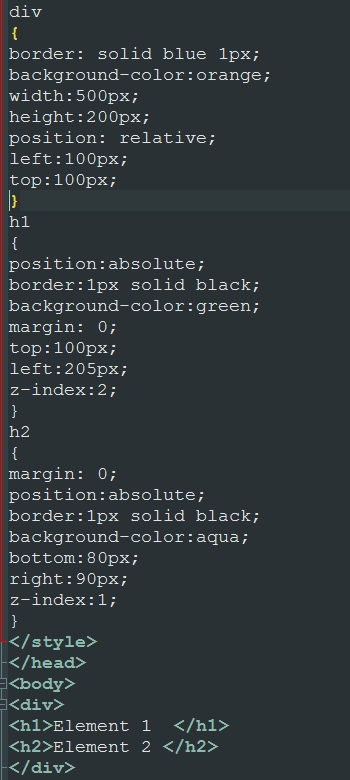 div
{
border: solid blue 1px;
background-color:orange;
width:500px;
height:200px;
position: relative;
left:100px;
top:100px;
}
h1
{
position:absolute;
border:1px solid black;
background-color:green;
margin: 0;
top:100px;
left:205px;
z-index:2;
}
h2
{
margin: 0;
position:absolute;
border:1px solid black;
background-color:aqua;
bottom:80px;
right:90px;
z-index:1;
}
</style>
</head>
<body>
<div>
<h1>Element 1  </h1>
<h2>Element 2 </h2>
</div>